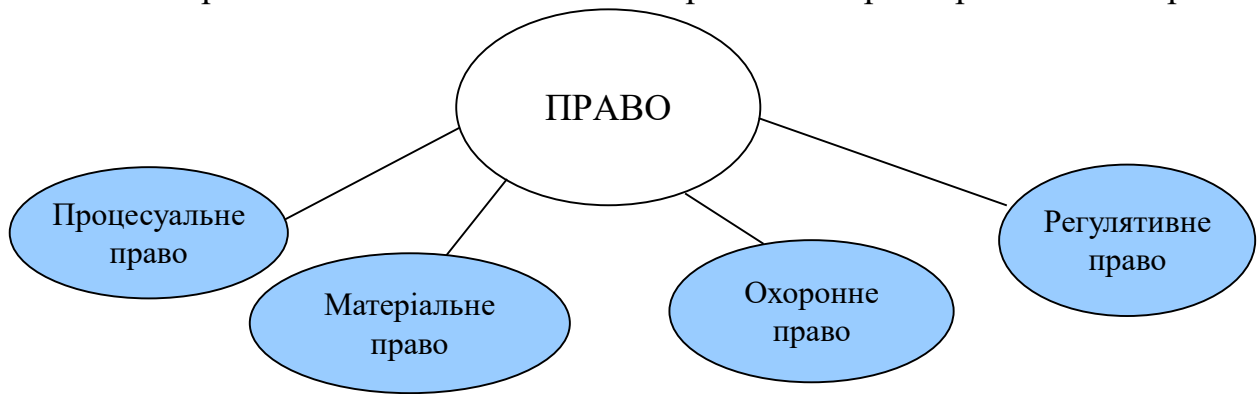 ПРАВО
Процесуальне
право
Матеріальне
право
Охоронне
право
Регулятивне
право